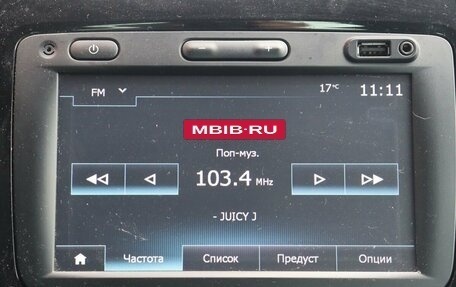 − +
FM 17°C 11:11
MBIB-RU
Поп-муз.
103.4 MHz
- JUICY J
Частота Список Предуст Опции